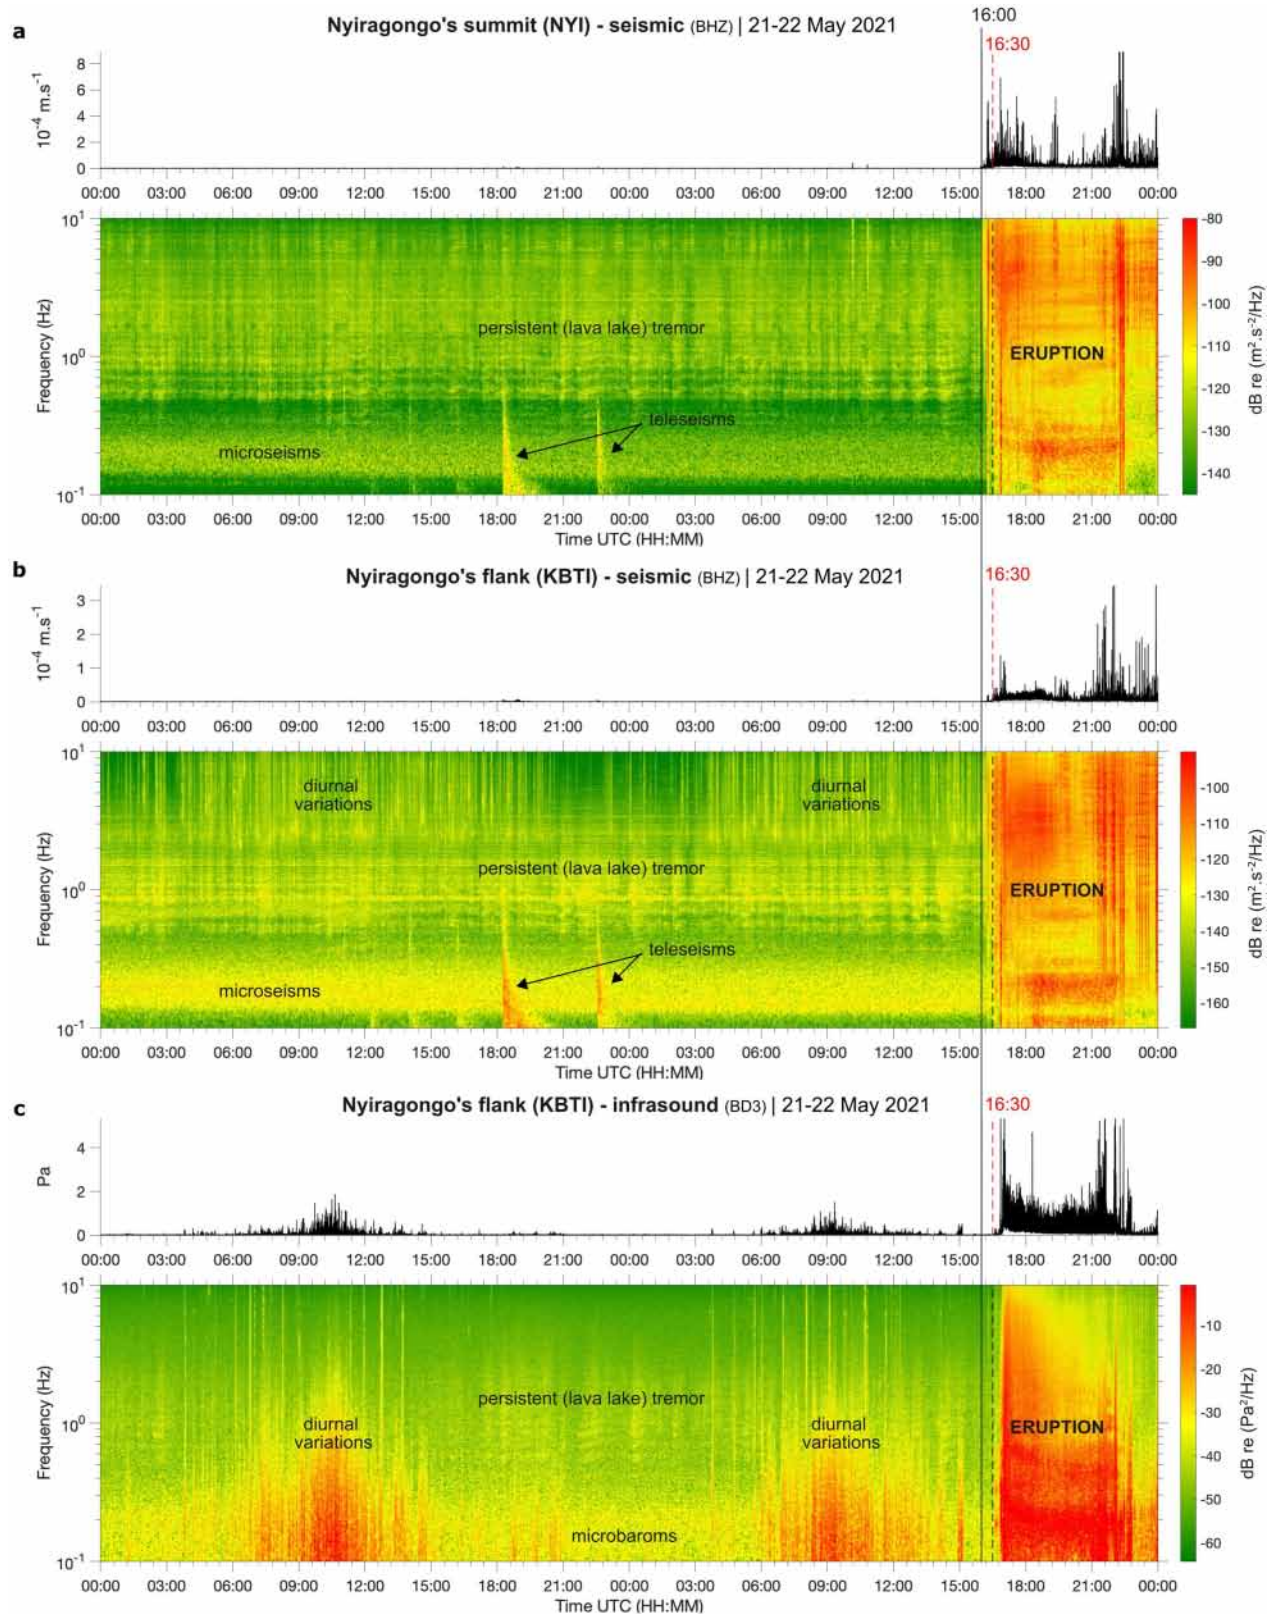 16:00
a
Nyiragongo's summit (NYI) - seismic (BHZ) | 21-22 May 2021
16:30
10⁻⁴ m.s⁻¹
8
6
4
2
0
00:00 03:00 06:00 09:00 12:00 15:00 18:00 21:00 00:00 03:00 06:00 09:00 12:00 15:00 18:00 21:00 00:00
Frequency (Hz)
10¹
10⁰
10⁻¹
persistent (lava lake) tremor
ERUPTION
teleseisms
microseisms
-80
-90
-100
-110
-120
-130
-140
dB re (m².s⁻²/Hz)
00:00 03:00 06:00 09:00 12:00 15:00 18:00 21:00 00:00 03:00 06:00 09:00 12:00 15:00 18:00 21:00 00:00
Time UTC (HH:MM)
b
Nyiragongo's flank (KBTI) - seismic (BHZ) | 21-22 May 2021
16:30
10⁻⁴ m.s⁻¹
3
2
1
0
00:00 03:00 06:00 09:00 12:00 15:00 18:00 21:00 00:00 03:00 06:00 09:00 12:00 15:00 18:00 21:00 00:00
Frequency (Hz)
10¹
10⁰
10⁻¹
diurnal
variations
diurnal
variations
persistent (lava lake) tremor
ERUPTION
teleseisms
microseisms
-100
-110
-120
-130
-140
-150
-160
dB re (m².s⁻²/Hz)
00:00 03:00 06:00 09:00 12:00 15:00 18:00 21:00 00:00 03:00 06:00 09:00 12:00 15:00 18:00 21:00 00:00
Time UTC (HH:MM)
c
Nyiragongo's flank (KBTI) - infrasound (BD3) | 21-22 May 2021
16:30
Pa
4
2
0
00:00 03:00 06:00 09:00 12:00 15:00 18:00 21:00 00:00 03:00 06:00 09:00 12:00 15:00 18:00 21:00 00:00
Frequency (Hz)
10¹
10⁰
10⁻¹
persistent (lava lake) tremor
diurnal
variations
diurnal
variations
ERUPTION
microbaroms
-10
-20
-30
-40
-50
-60
dB re (Pa²/Hz)
00:00 03:00 06:00 09:00 12:00 15:00 18:00 21:00 00:00 03:00 06:00 09:00 12:00 15:00 18:00 21:00 00:00
Time UTC (HH:MM)